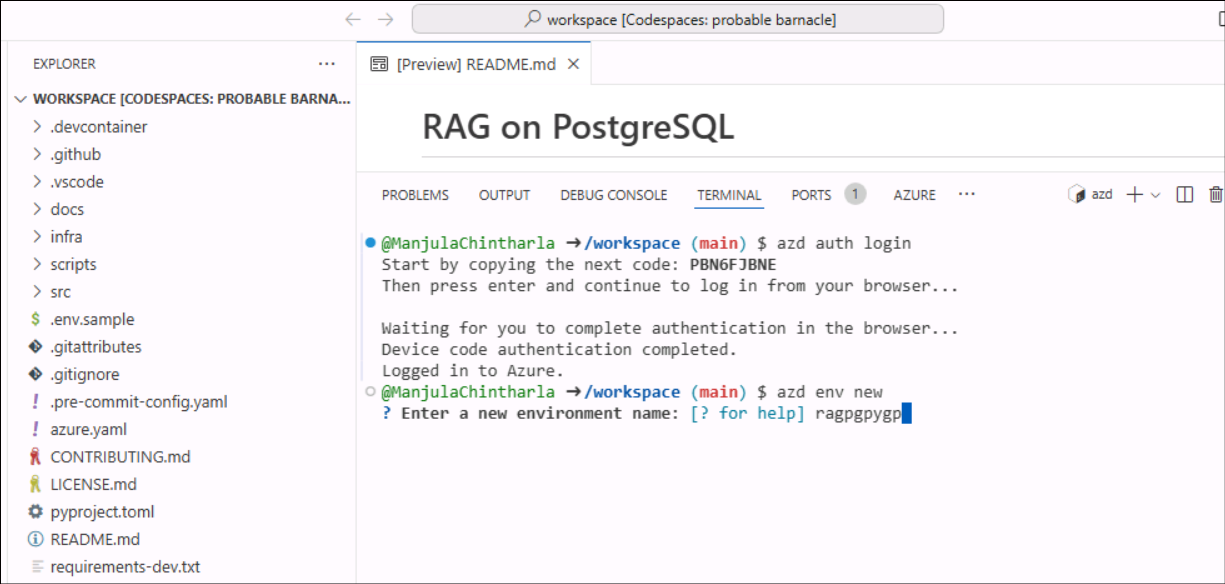 workspace [Codespaces: probable barnacle]
EXPLORER ···
[Preview] README.md
WORKSPACE [CODESPACES: PROBABLE BARNA...
.devcontainer
.github
.vscode
docs
infra
scripts
src
$ .env.sample
.gitattributes
.gitignore
! .pre-commit-config.yaml
! azure.yaml
CONTRIBUTING.md
LICENSE.md
pyproject.toml
README.md
requirements-dev.txt
RAG on PostgreSQL
PROBLEMS OUTPUT DEBUG CONSOLE TERMINAL PORTS 1 AZURE ··· azd
@ManjulaChintharla ➜/workspace (main) $ azd auth login
Start by copying the next code: PBN6FJBNE
Then press enter and continue to log in from your browser...
Waiting for you to complete authentication in the browser...
Device code authentication completed.
Logged in to Azure.
@ManjulaChintharla ➜/workspace (main) $ azd env new
? Enter a new environment name: [? for help] ragpgpygp